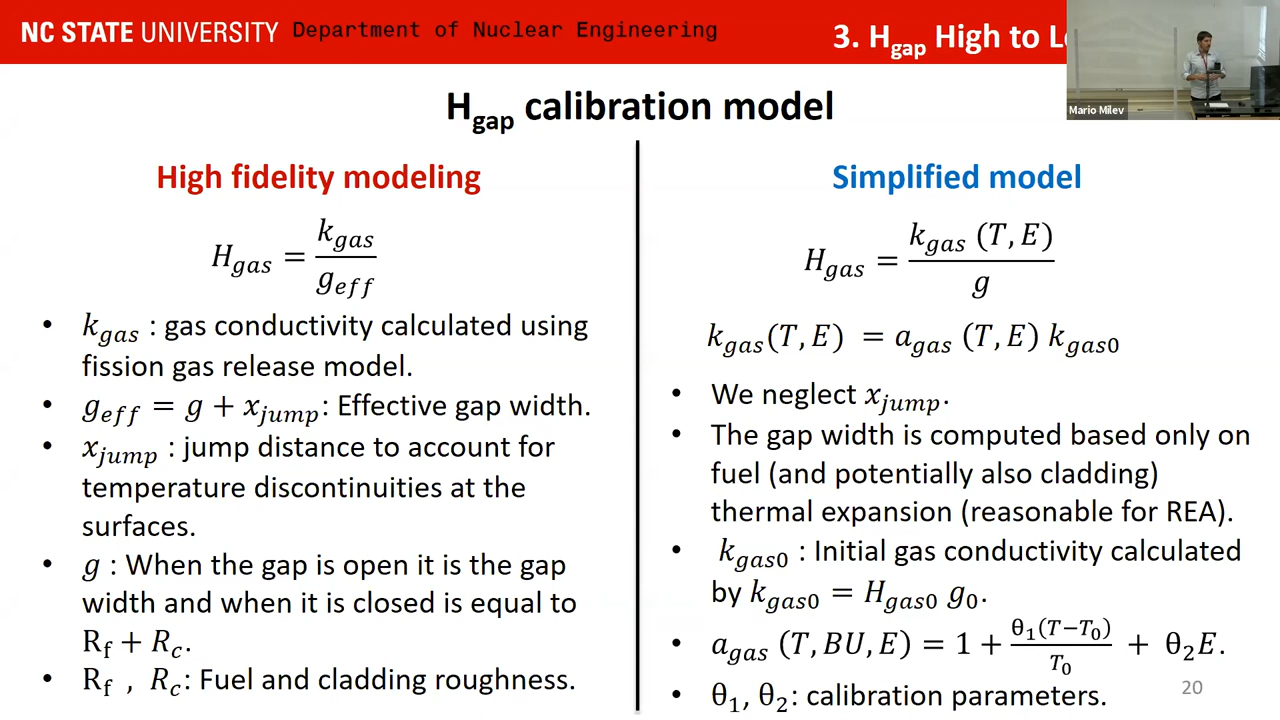 NC STATE UNIVERSITY Department of Nuclear Engineering
3. H_gap High to
Mario Milev
H_gap calibration model
High fidelity modeling
H_gas = k_gas / g_eff
• k_gas : gas conductivity calculated using
fission gas release model.
• g_eff = g + x_jump: Effective gap width.
• x_jump : jump distance to account for
temperature discontinuities at the
surfaces.
• g : When the gap is open it is the gap
width and when it is closed is equal to
R_f + R_c.
• R_f , R_c: Fuel and cladding roughness.
Simplified model
H_gas = k_gas (T, E) / g
k_gas(T, E) = a_gas (T, E) k_gas0
• We neglect x_jump.
• The gap width is computed based only on
fuel (and potentially also cladding)
thermal expansion (reasonable for REA).
• k_gas0 : Initial gas conductivity calculated
by k_gas0 = H_gas0 g_0.
• a_gas (T, BU, E) = 1 + θ_1(T−T_0) / T_0 + θ_2E.
• θ_1, θ_2: calibration parameters.
20